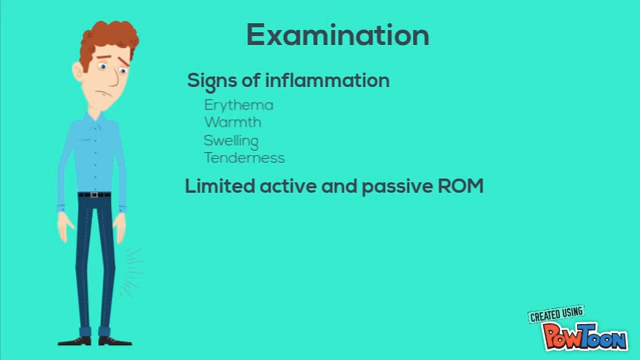 Examination
Signs of inflammation
Erythema
Warmth
Swelling
Tenderness
Limited active and passive ROM
CREATED USING
POWTOON